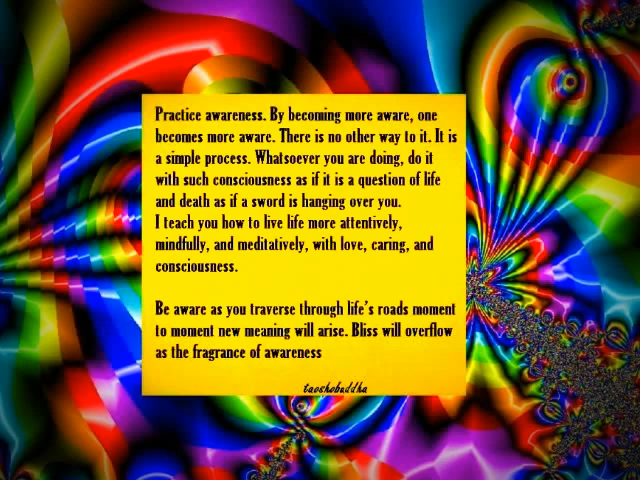 Practice awareness. By becoming more aware, one
becomes more aware. There is no other way to it. It is
a simple process. Whatsoever you are doing, do it
with such consciousness as if it is a question of life
and death as if a sword is hanging over you.
I teach you how to live life more attentively,
mindfully, and meditatively, with love, caring, and
consciousness.
Be aware as you traverse through life's roads moment
to moment new meaning will arise. Bliss will overflow
as the fragrance of awareness
taoshobuddha